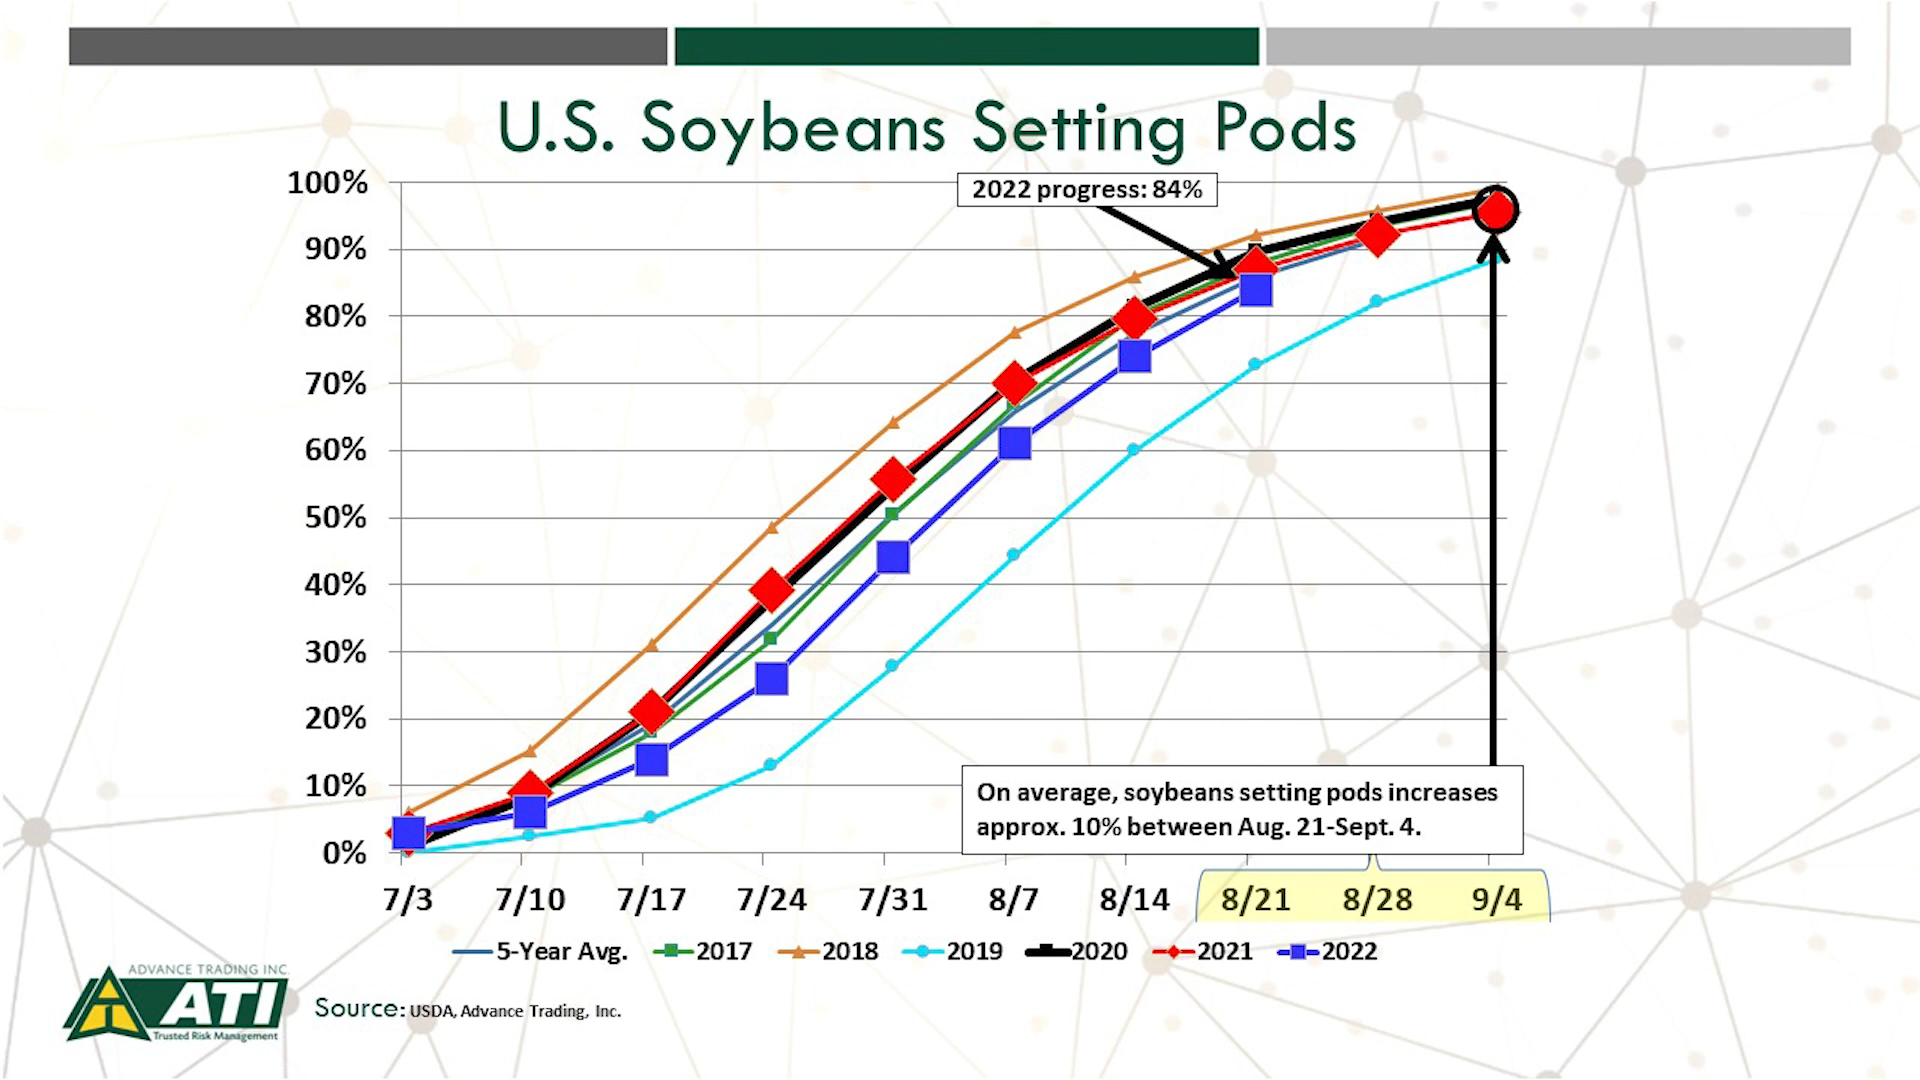 U.S. Soybeans Setting Pods
2022 progress: 84%
100%
90%
80%
70%
60%
50%
40%
30%
20%
10%
0%
On average, soybeans setting pods increases
approx. 10% between Aug. 21-Sept. 4.
7/3 7/10 7/17 7/24 7/31 8/7 8/14 8/21 8/28 9/4
5-Year Avg. 2017 2018 2019 2020 2021 2022
ADVANCE TRADING INC.
ATI
Trusted Risk Management
Source: USDA, Advance Trading, Inc.